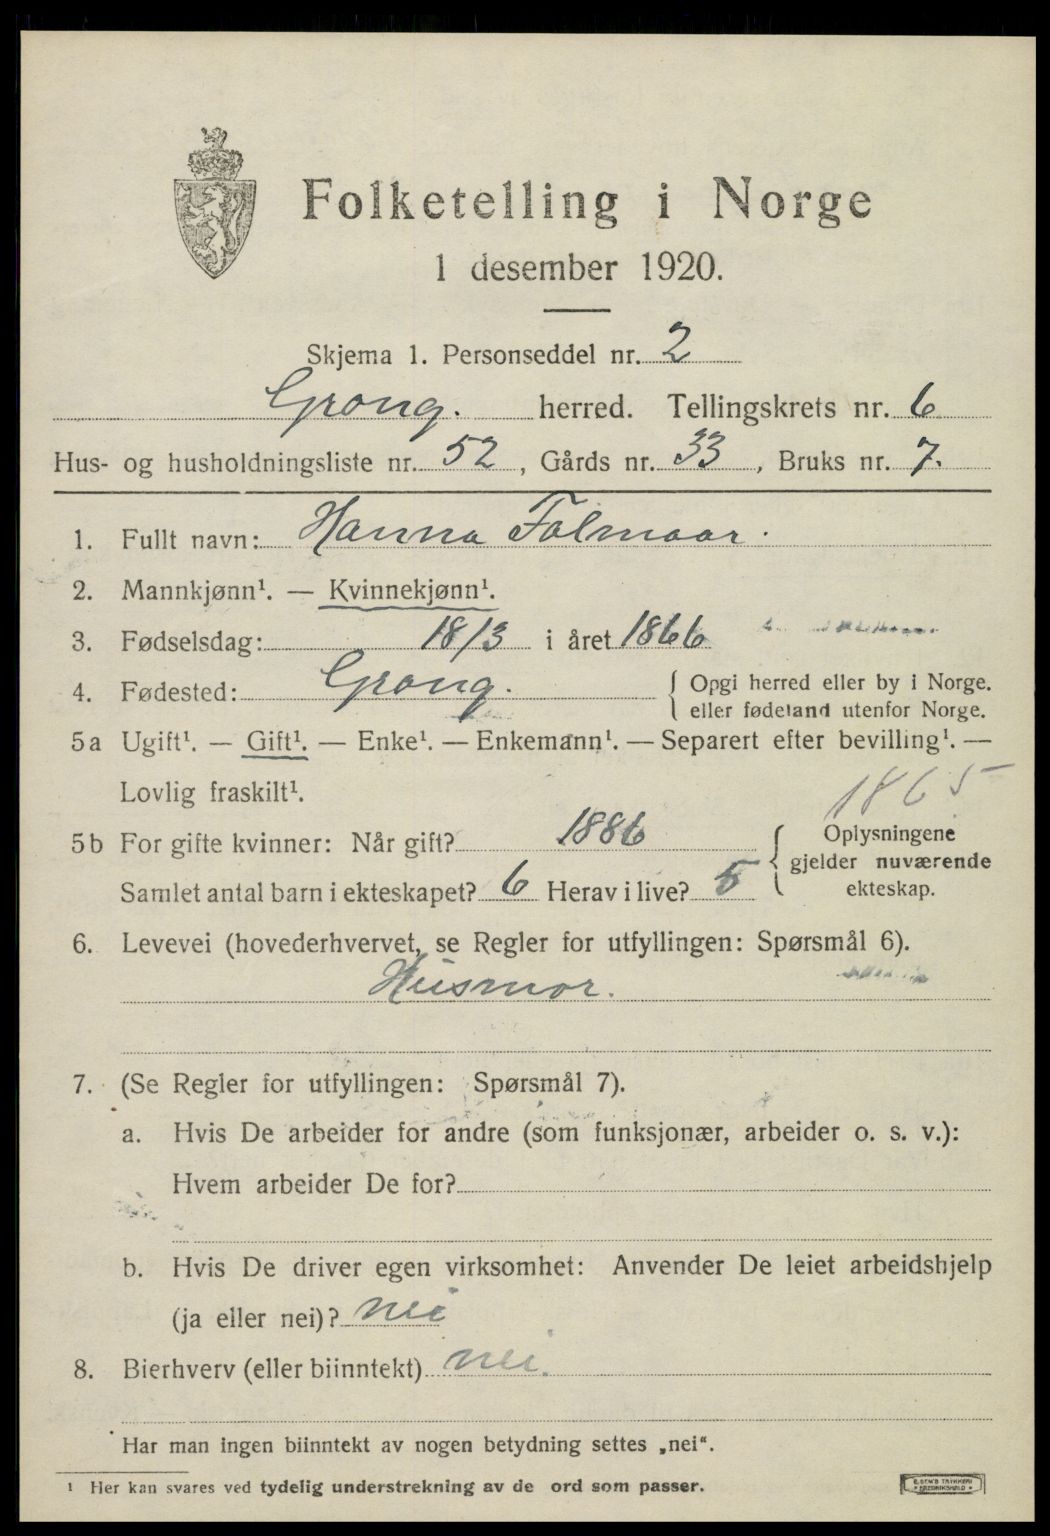 Folketelling i Norge
1 desember 1920.
Skjema 1. Personseddel nr. 2
Grong. herred. Tellingskrets nr. 6
Hus- og husholdningsliste nr. 52, Gårds nr. 33, Bruks nr. 7.
1. Fullt navn: Hanna Folmoar.
2. Mannkjønn¹. — Kvinnekjønn¹.
3. Fødselsdag: 18/3 i året 1866
4. Fødested: Grong. { Opgi herred eller by i Norge.
eller fødeland utenfor Norge.
5a Ugift¹. — Gift¹. — Enke¹. — Enkemann¹. — Separert efter bevilling¹. —
Lovlig fraskilt¹.
1865
5b For gifte kvinner: Når gift? 1886 { Oplysningene
gjelder nuværende
Samlet antal barn i ekteskapet? 6 Herav i live? 5 ekteskap.
6. Levevei (hovederhvervet, se Regler for utfyllingen: Spørsmål 6).
Husmor.
7. (Se Regler for utfyllingen: Spørsmål 7).
a. Hvis De arbeider for andre (som funksjonær, arbeider o. s. v.):
Hvem arbeider De for?
b. Hvis De driver egen virksomhet: Anvender De leiet arbeidshjelp
(ja eller nei)? nei
8. Bierhverv (eller biinntekt) nei.
Har man ingen biinntekt av nogen betydning settes „nei“.
¹ Her kan svares ved tydelig understrekning av de ord som passer.